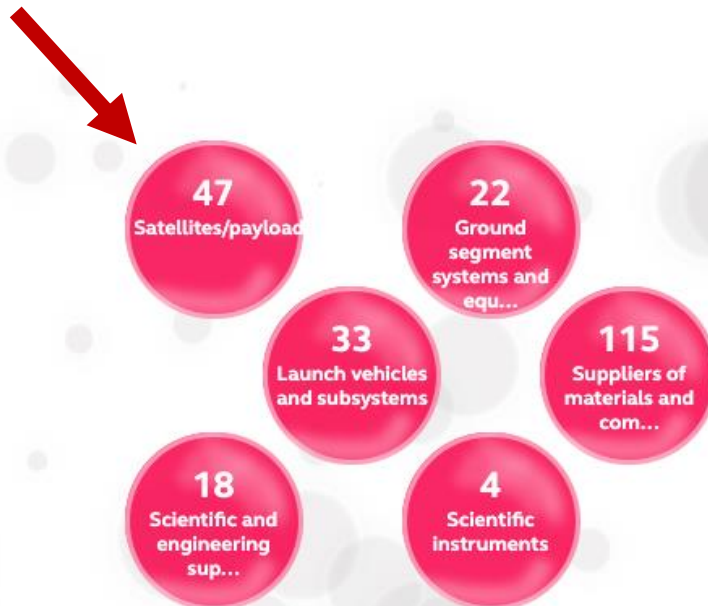 47
Satellites/payload
22
Ground
segment
systems and
equ...
33
Launch vehicles
and subsystems
115
Suppliers of
materials and
com...
18
Scientific and
engineering
sup...
4
Scientific
instruments